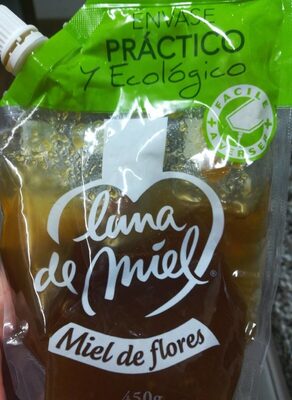 ENVASE
PRÁCTICO
Y Ecológico
FÁCIL
luna
de miel®
Miel de flores
450g